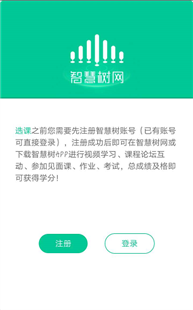 智慧树网
选课之前您需要先注册智慧树账号（已有账号
可直接登录），注册成功后即可在智慧树网或
下载智慧树APP进行视频学习、课程论坛互
动、参加见面课、作业、考试，总成绩及格即
可获得学分！
注册
登录